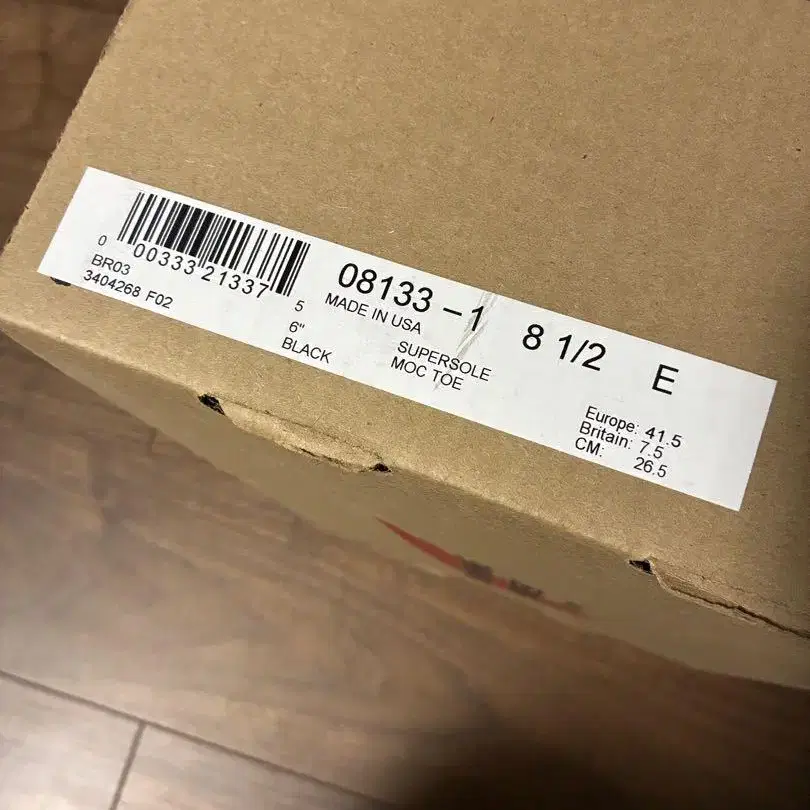 0 00333 21337 5
BR03
3404268 F02
08133-1 8 1/2 E
MADE IN USA
6" SUPERSOLE
BLACK MOC TOE
Europe: 41.5
Britain: 7.5
CM: 26.5